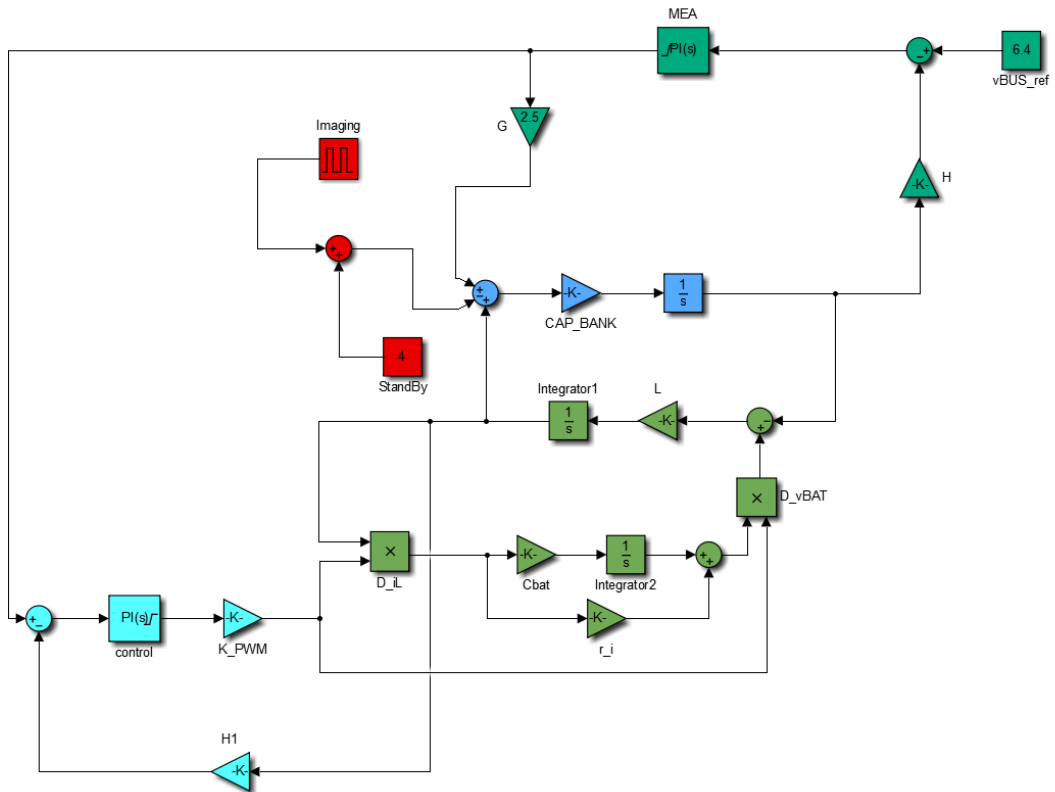 MEA
PI(s)
+
−
6.4
vBUS_ref
2.5
G
Imaging
-K-
H
+
+
+
−
+
-K-
CAP_BANK
1
s
4
StandBy
Integrator1
1
s
L
-K-
+
−
×
D_vBAT
×
D_iL
-K-
Cbat
1
s
Integrator2
+
+
-K-
r_i
+
−
PI(s)
control
-K-
K_PWM
H1
-K-